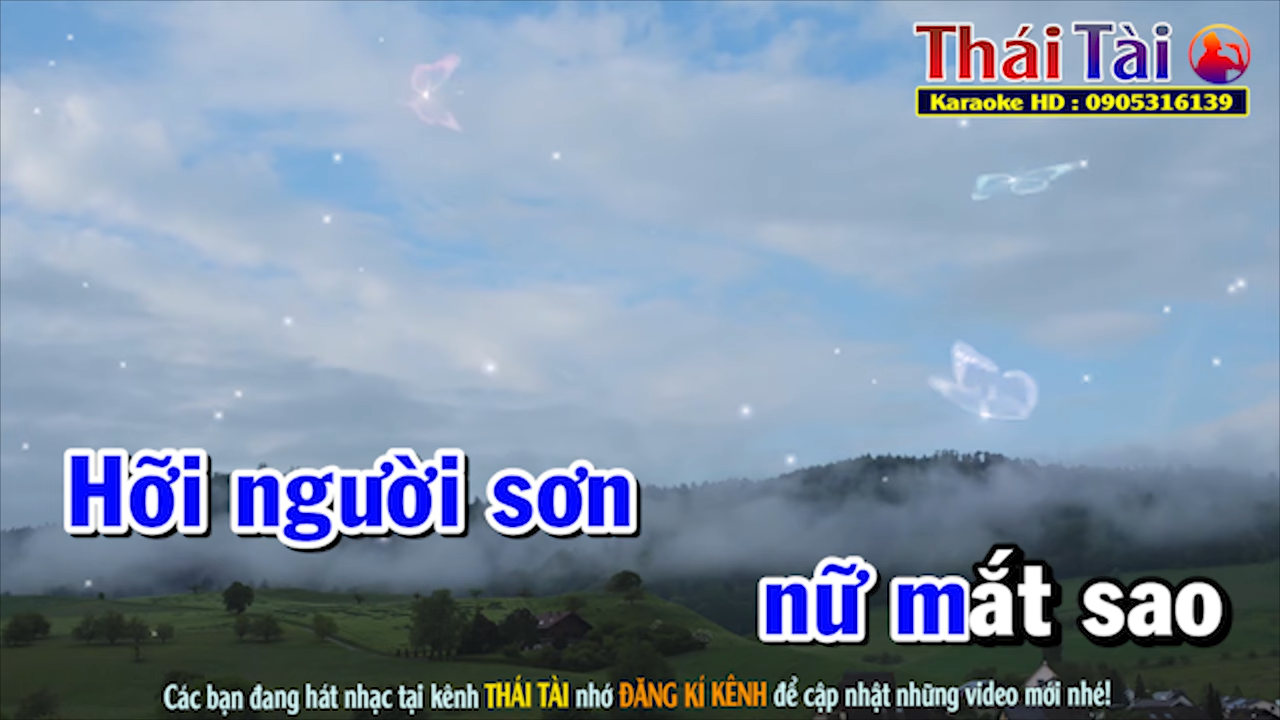 Thái Tài
Karaoke HD : 0905316139
Hỡi người sơn
nữ mắt sao
Các bạn đang hát nhạc tại kênh THÁI TÀI nhớ ĐĂNG KÍ KÊNH để cập nhật những video mới nhé!